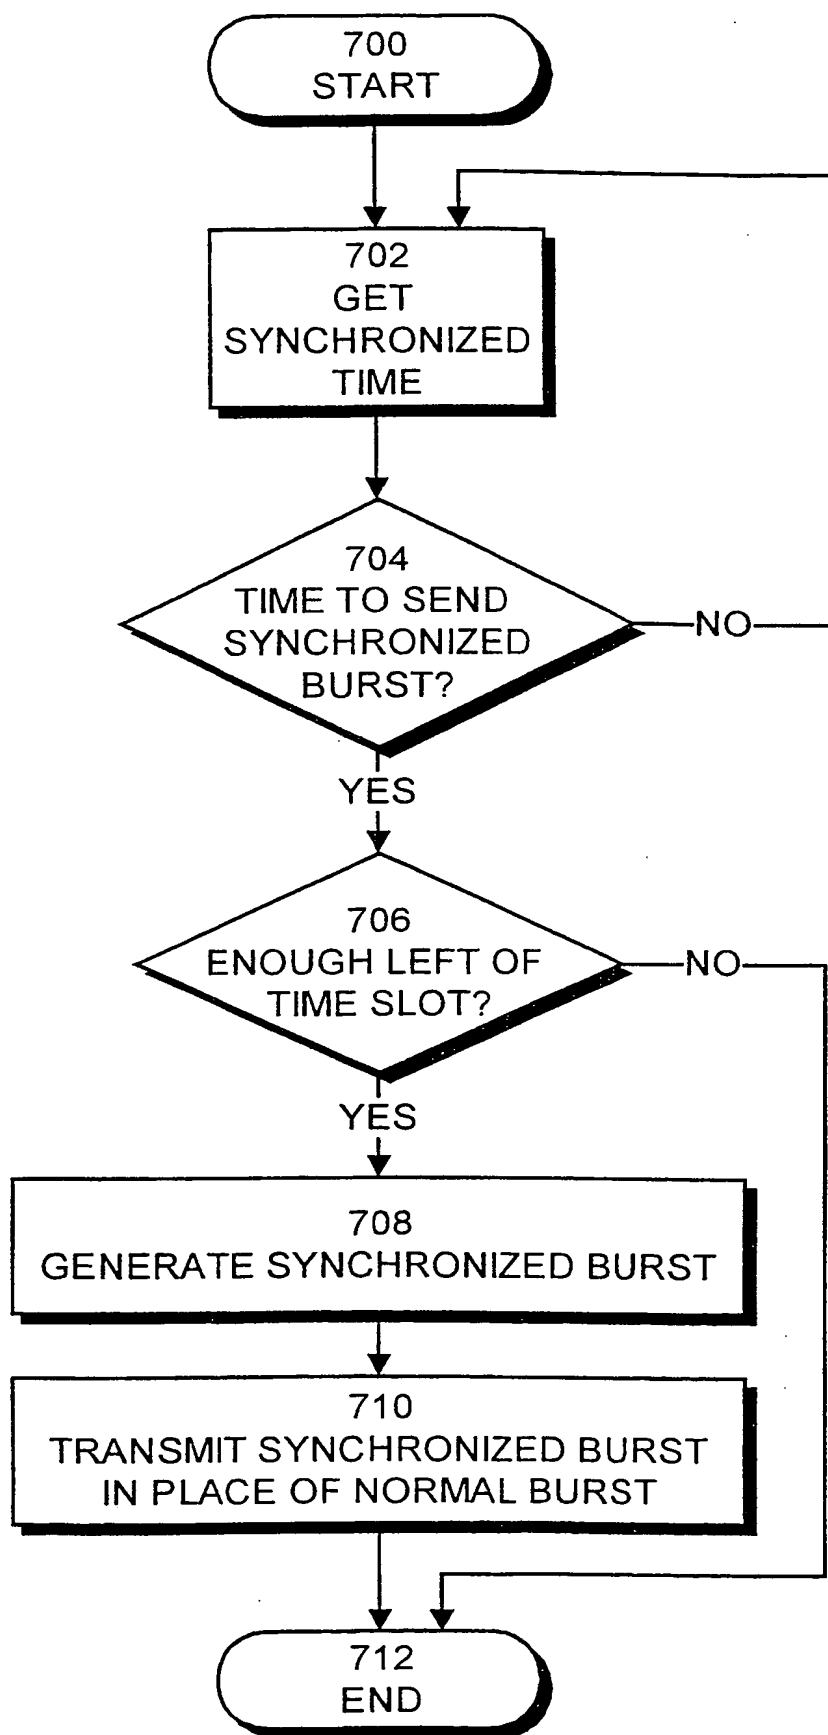 700
START
702
GET
SYNCHRONIZED
TIME
704
TIME TO SEND
SYNCHRONIZED
BURST?
NO
YES
706
ENOUGH LEFT OF
TIME SLOT?
NO
YES
708
GENERATE SYNCHRONIZED BURST
710
TRANSMIT SYNCHRONIZED BURST
IN PLACE OF NORMAL BURST
712
END